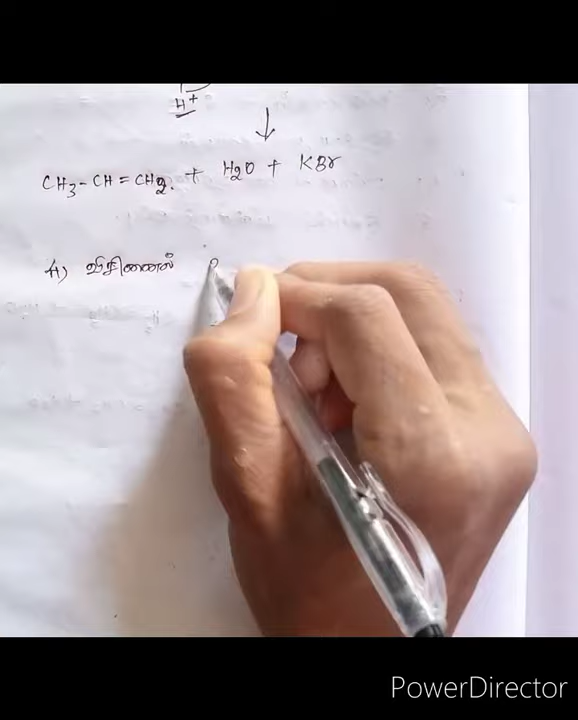 H+
CH3-CH=CH2. + H2O + KBr
4)
PowerDirector